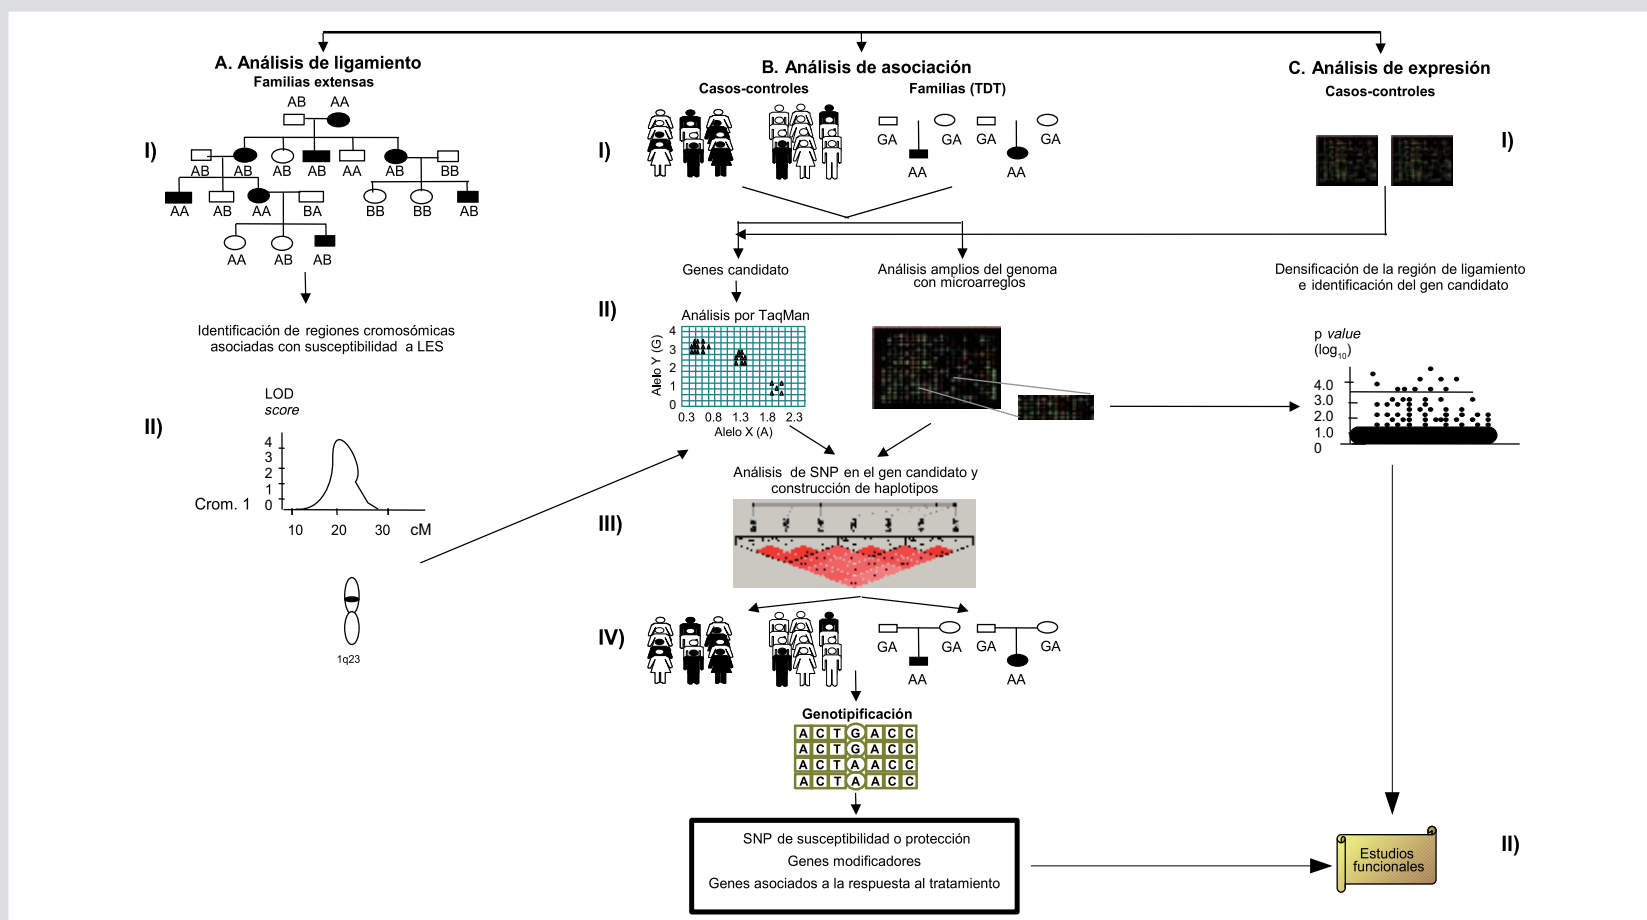 A. Análisis de ligamiento
Familias extensas
AB AA
I)
AB AB AB AB AA AB BB
AA AB AA BA BB BB AB
AA AB AB
Identificación de regiones cromosómicas
asociadas con susceptibilidad a LES
II)
LOD
score
4
3
2
1
0
Crom. 1
10 20 30 cM
1q23
B. Análisis de asociación
Casos-controles Familias (TDT)
I)
GA GA GA GA
AA AA
Genes candidato
Análisis amplios del genoma
con microarreglos
II)
Análisis por TaqMan
Alelo Y (G)
4
3
2
1
0
0.3 0.8 1.3 1.8 2.3
Alelo X (A)
Análisis de SNP en el gen candidato y
construcción de haplotipos
III)
IV)
GA GA GA GA
AA AA
Genotipificación
A C T G A C C
A C T G A C C
A C T A A C C
A C T A A C C
SNP de susceptibilidad o protección
Genes modificadores
Genes asociados a la respuesta al tratamiento
C. Análisis de expresión
Casos-controles
I)
Densificación de la región de ligamiento
e identificación del gen candidato
p value
(log10)
4.0
3.0
2.0
1.0
0
Estudios
funcionales
II)